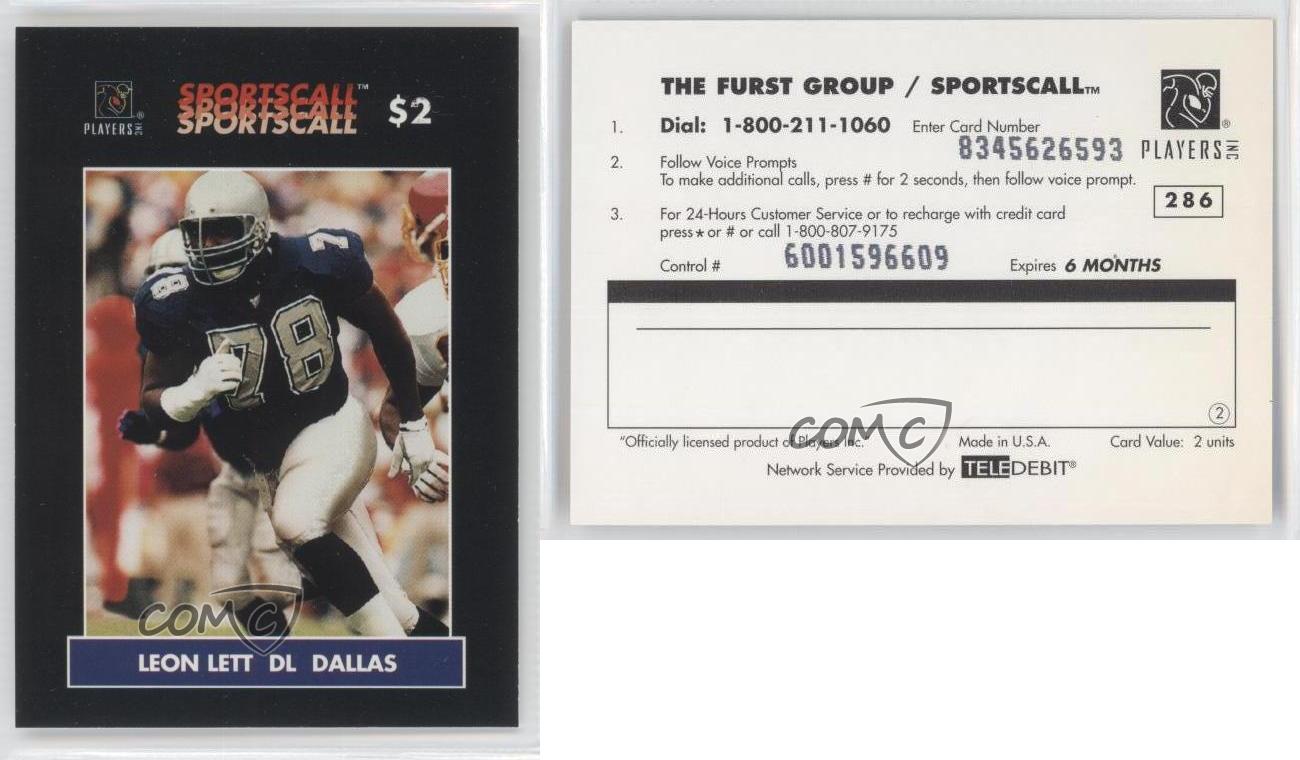 SPORTSCALL™
SPORTSCALL
SPORTSCALL
$2
PLAYERS INC ®
78
78
78
COMC
LEON LETT DL DALLAS
THE FURST GROUP / SPORTSCALL™
1. Dial: 1-800-211-1060 Enter Card Number
8345626593
PLAYERS INC ®
2. Follow Voice Prompts
To make additional calls, press # for 2 seconds, then follow voice prompt.
286
3. For 24-Hours Customer Service or to recharge with credit card
press * or # or call 1-800-807-9175
Control # 6001596609 Expires 6 MONTHS
2
COMC
"Officially licensed product of Players Inc." Made in U.S.A. Card Value: 2 units
Network Service Provided by TELEDEBIT®